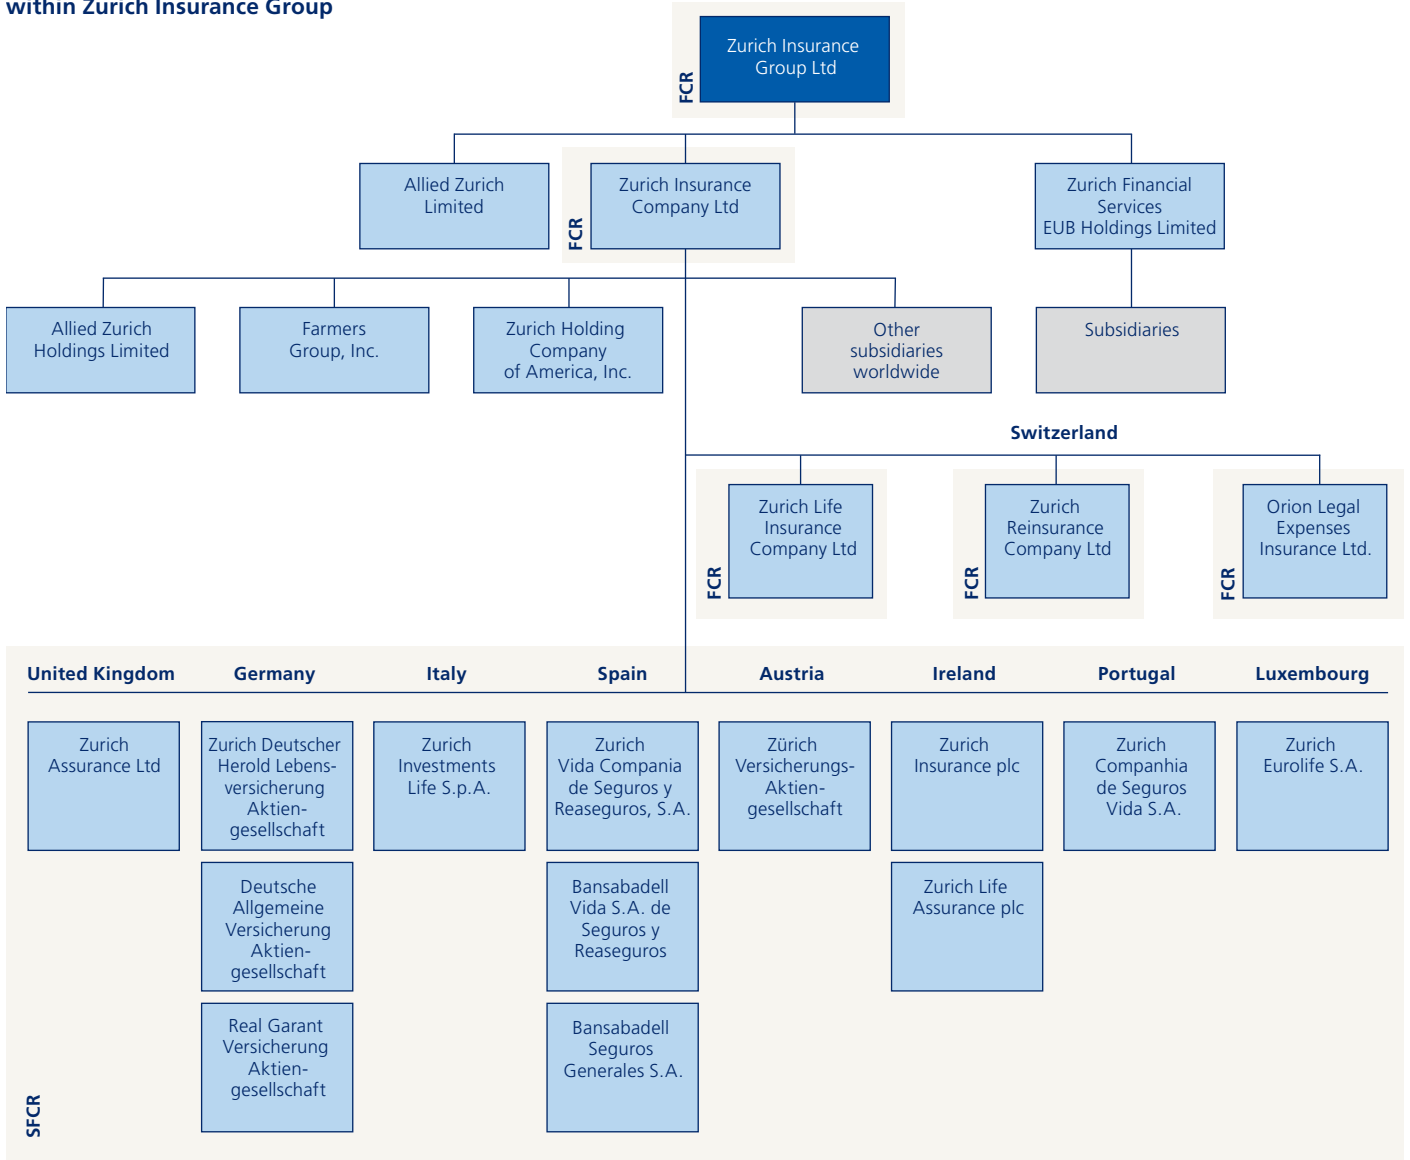 within Zurich Insurance Group
Zurich Insurance
Group Ltd
FCR
Allied Zurich
Limited
Zurich Insurance
Company Ltd
FCR
Zurich Financial
Services
EUB Holdings Limited
Allied Zurich
Holdings Limited
Farmers
Group, Inc.
Zurich Holding
Company
of America, Inc.
Other
subsidiaries
worldwide
Subsidiaries
Switzerland
Zurich Life
Insurance
Company Ltd
FCR
Zurich
Reinsurance
Company Ltd
FCR
Orion Legal
Expenses
Insurance Ltd.
FCR
United Kingdom
Germany
Italy
Spain
Austria
Ireland
Portugal
Luxembourg
Zurich
Assurance Ltd
Zurich Deutscher
Herold Lebens-
versicherung
Aktien-
gesellschaft
Zurich
Investments
Life S.p.A.
Zurich
Vida Compania
de Seguros y
Reaseguros, S.A.
Zürich
Versicherungs-
Aktien-
gesellschaft
Zurich
Insurance plc
Zurich
Companhia
de Seguros
Vida S.A.
Zurich
Eurolife S.A.
Deutsche
Allgemeine
Versicherung
Aktien-
gesellschaft
Bansabadell
Vida S.A. de
Seguros y
Reaseguros
Zurich Life
Assurance plc
Real Garant
Versicherung
Aktien-
gesellschaft
Bansabadell
Seguros
Generales S.A.
SFCR